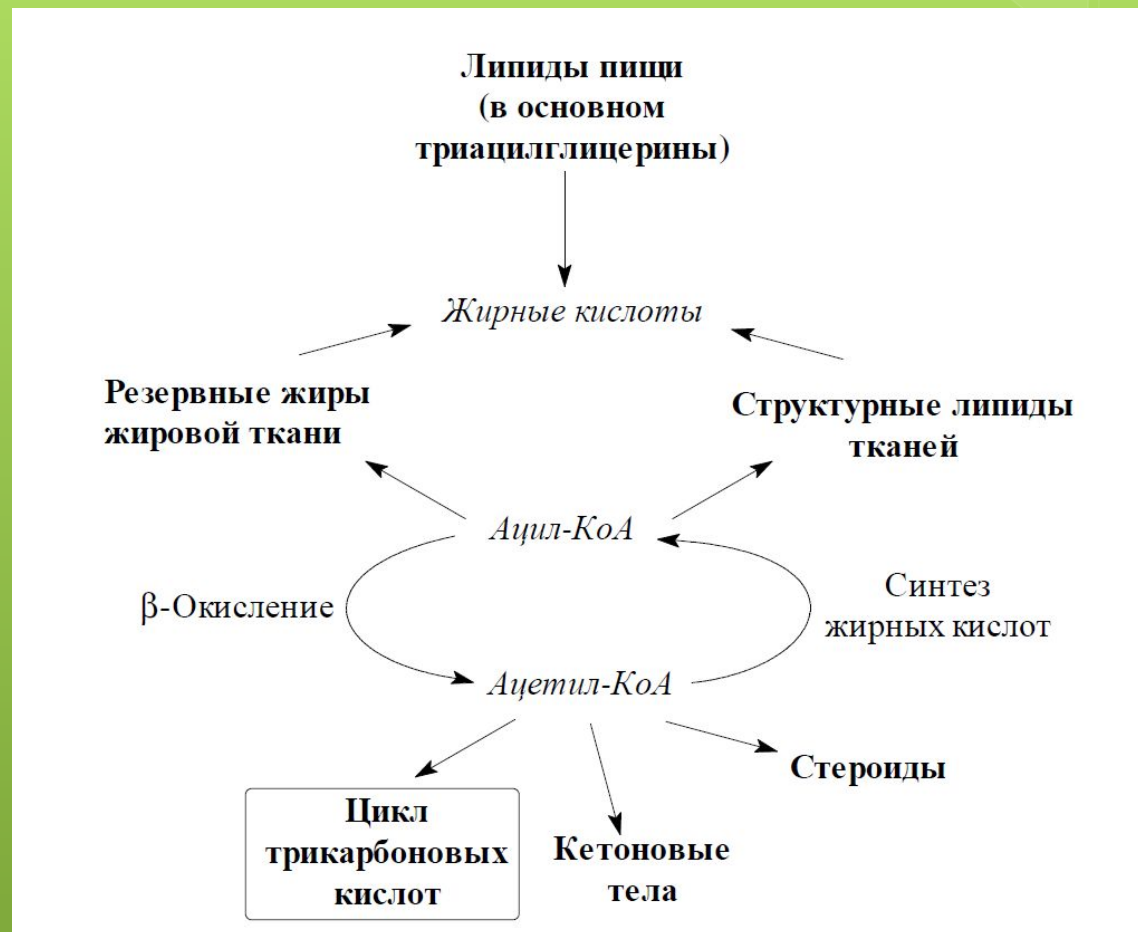 Липиды пищи
(в основном
триацилглицерины)
Жирные кислоты
Резервные жиры
жировой ткани
Структурные липиды
тканей
Ацил-КоА
β-Окисление
Синтез
жирных кислот
Ацетил-КоА
Стероиды
Цикл
трикарбоновых
кислот
Кетоновые
тела